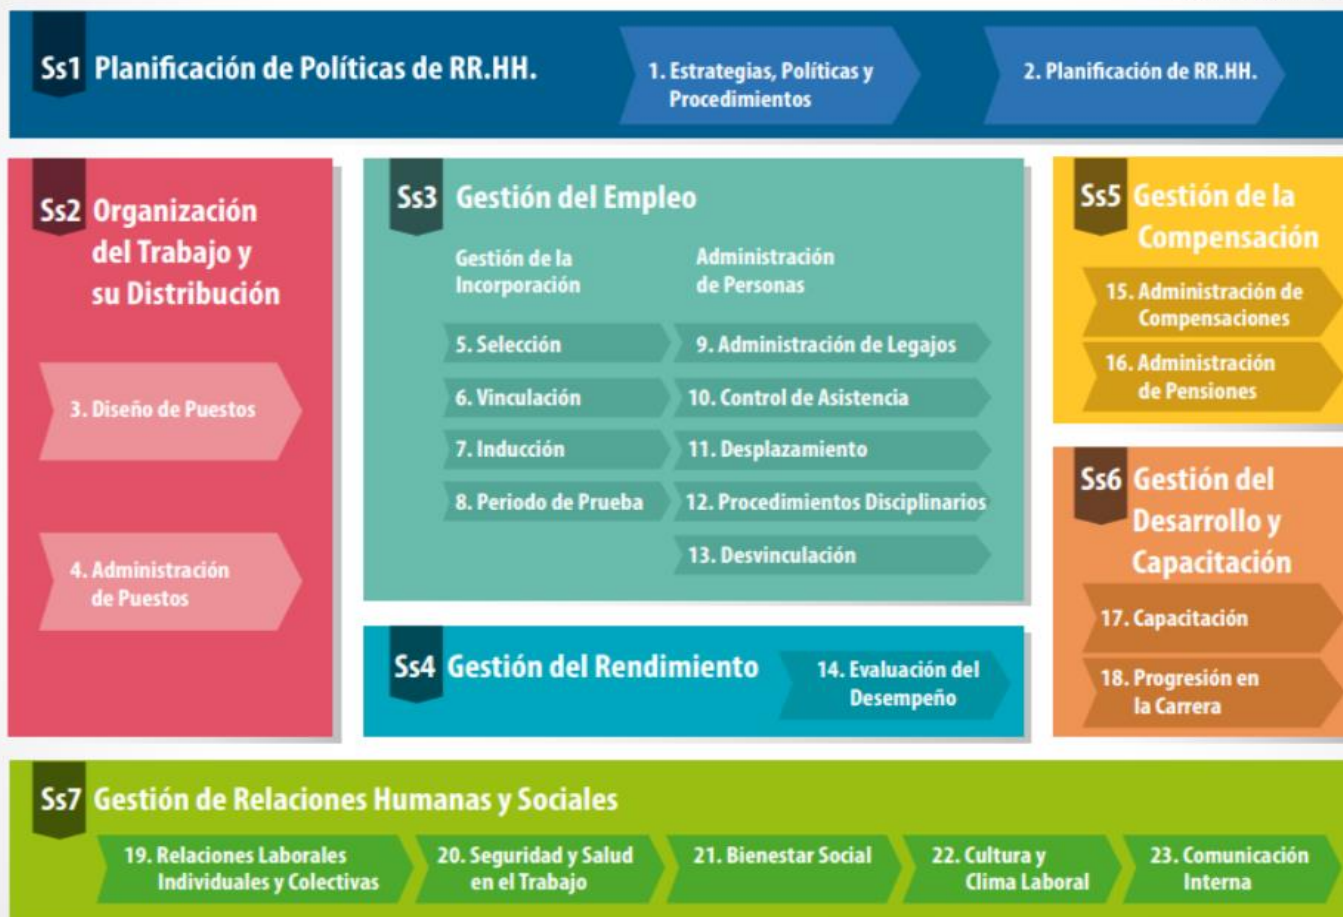 Ss1 Planificación de Políticas de RR.HH.
1. Estrategias, Políticas y
Procedimientos
2. Planificación de RR.HH.
Ss2 Organización
del Trabajo y
su Distribución
3. Diseño de Puestos
4. Administración
de Puestos
Ss3 Gestión del Empleo
Gestión de la
Incorporación
5. Selección
6. Vinculación
7. Inducción
8. Periodo de Prueba
Administración
de Personas
9. Administración de Legajos
10. Control de Asistencia
11. Desplazamiento
12. Procedimientos Disciplinarios
13. Desvinculación
Ss4 Gestión del Rendimiento
14. Evaluación del
Desempeño
Ss5 Gestión de la
Compensación
15. Administración de
Compensaciones
16. Administración
de Pensiones
Ss6 Gestión del
Desarrollo y
Capacitación
17. Capacitación
18. Progresión en
la Carrera
Ss7 Gestión de Relaciones Humanas y Sociales
19. Relaciones Laborales
Individuales y Colectivas
20. Seguridad y Salud
en el Trabajo
21. Bienestar Social
22. Cultura y
Clima Laboral
23. Comunicación
Interna